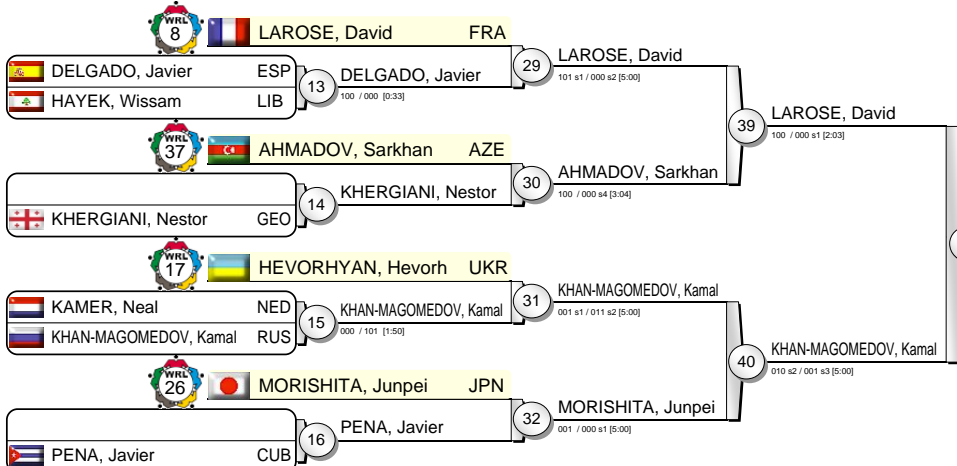 WRL
8
LAROSE, David FRA
DELGADO, Javier ESP
HAYEK, Wissam LIB
13
DELGADO, Javier
100 / 000 [0:33]
29
LAROSE, David
101 s1 / 000 s2 [5:00]
WRL
37
AHMADOV, Sarkhan AZE
KHERGIANI, Nestor GEO
14
KHERGIANI, Nestor
30
AHMADOV, Sarkhan
100 / 000 s4 [3:04]
39
LAROSE, David
100 / 000 s1 [2:03]
WRL
17
HEVORHYAN, Hevorh UKR
KAMER, Neal NED
KHAN-MAGOMEDOV, Kamal RUS
15
KHAN-MAGOMEDOV, Kamal
000 / 101 [1:50]
31
KHAN-MAGOMEDOV, Kamal
001 s1 / 011 s2 [5:00]
WRL
26
MORISHITA, Junpei JPN
PENA, Javier CUB
16
PENA, Javier
32
MORISHITA, Junpei
001 / 000 s1 [5:00]
40
KHAN-MAGOMEDOV, Kamal
010 s2 / 001 s3 [5:00]